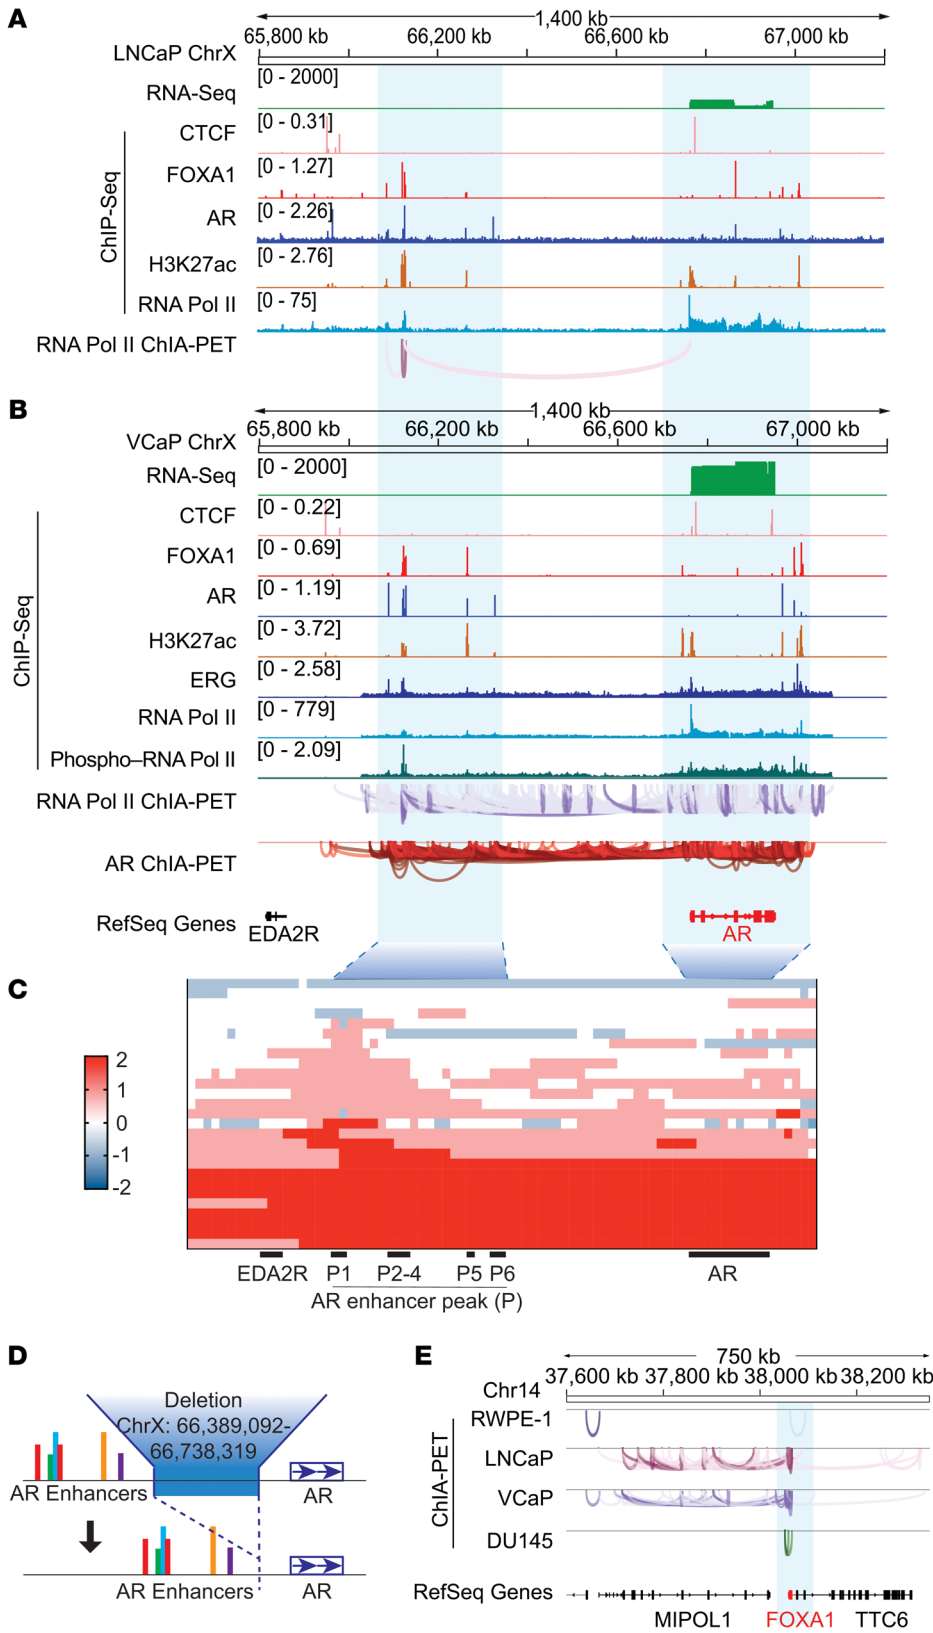 A
1,400 kb
65,800 kb 66,200 kb 66,600 kb 67,000 kb
LNCaP ChrX
[0 - 2000]
RNA-Seq
[0 - 0.31]
CTCF
[0 - 1.27]
FOXA1
[0 - 2.26]
AR
[0 - 2.76]
H3K27ac
[0 - 75]
RNA Pol II
ChIP-Seq
RNA Pol II ChIA-PET
B
1,400 kb
65,800 kb 66,200 kb 66,600 kb 67,000 kb
VCaP ChrX
[0 - 2000]
RNA-Seq
[0 - 0.22]
CTCF
[0 - 0.69]
FOXA1
[0 - 1.19]
AR
[0 - 3.72]
H3K27ac
[0 - 2.58]
ERG
[0 - 779]
RNA Pol II
[0 - 2.09]
Phospho–RNA Pol II
ChIP-Seq
RNA Pol II ChIA-PET
AR ChIA-PET
RefSeq Genes
EDA2R
AR
C
2
1
0
-1
-2
EDA2R P1 P2-4 P5 P6 AR
AR enhancer peak (P)
D
Deletion
ChrX: 66,389,092-
66,738,319
AR Enhancers
AR
AR Enhancers
AR
E
750 kb
37,600 kb 37,800 kb 38,000 kb 38,200 kb
Chr14
RWPE-1
LNCaP
VCaP
DU145
ChIA-PET
RefSeq Genes
MIPOL1 FOXA1 TTC6